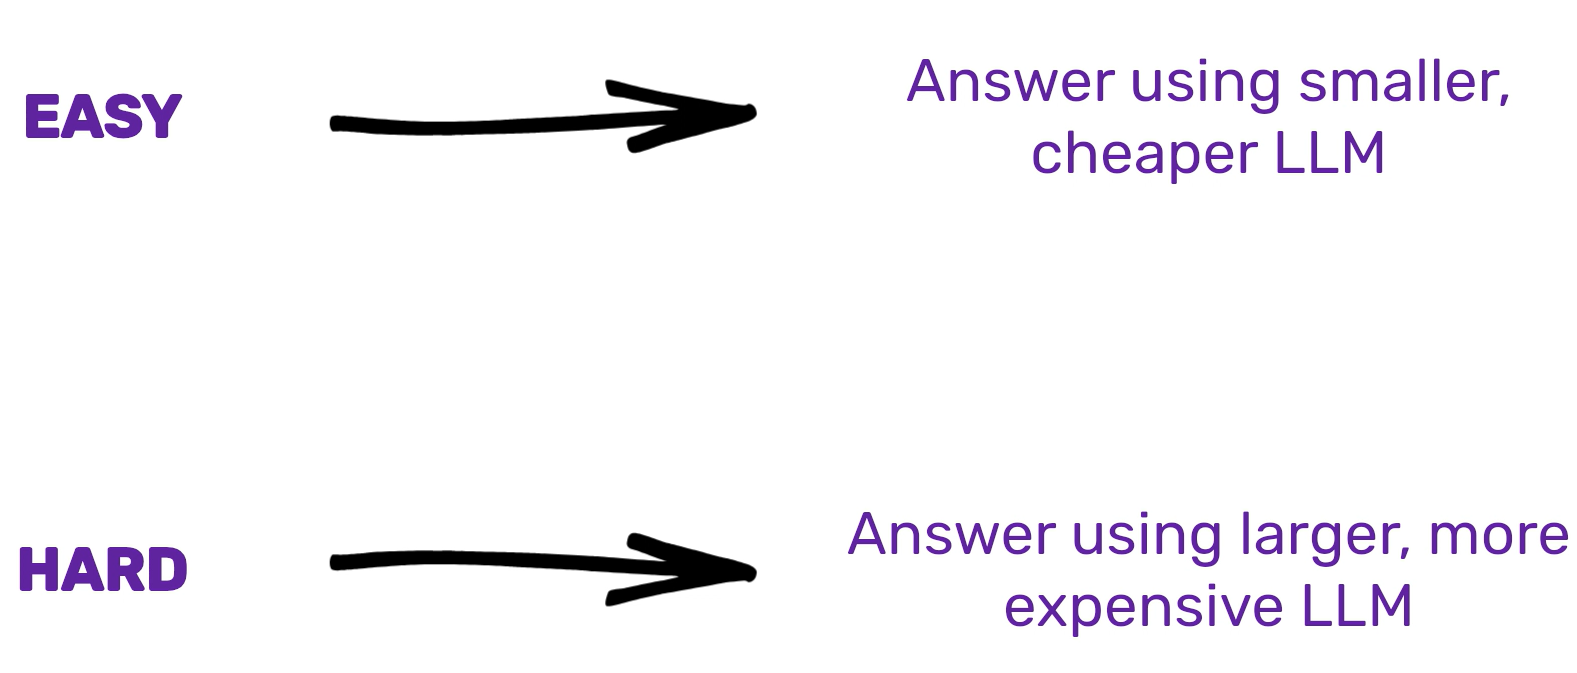 EASY
Answer using smaller,
cheaper LLM
HARD
Answer using larger, more
expensive LLM